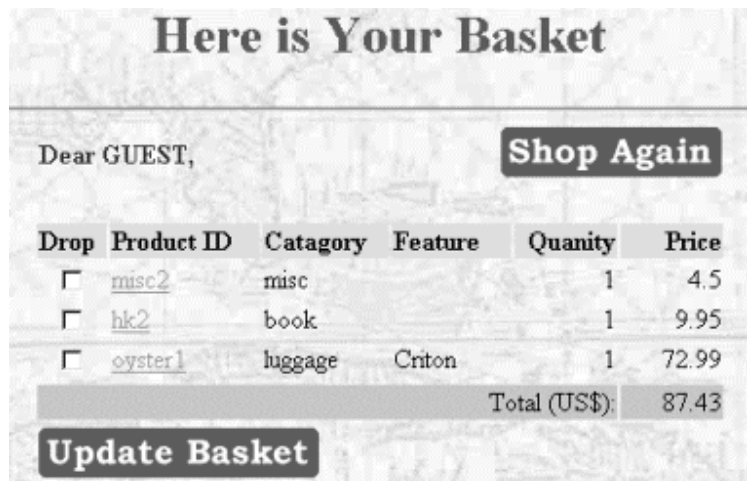 Here is Your Basket
Dear GUEST,
Shop Again
Drop Product ID Catagory Feature Quanity Price
misc2 misc 1 4.5
hk2 book 1 9.95
oyster1 luggage Criton 1 72.99
Total (US$): 87.43
Update Basket